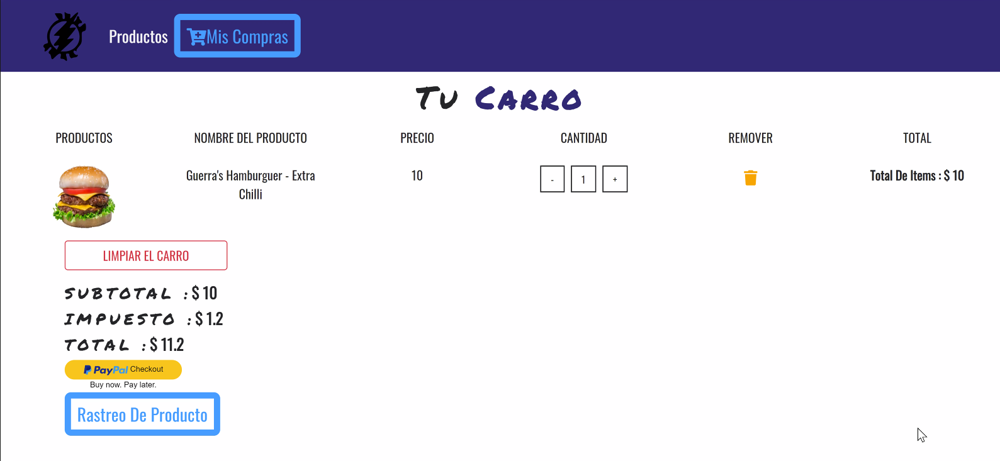 Productos Mis Compras
Tu Carro
PRODUCTOS NOMBRE DEL PRODUCTO PRECIO CANTIDAD REMOVER TOTAL
Guerra's Hamburguer - Extra 10 - 1 + Total De Items : $ 10
Chilli
LIMPIAR EL CARRO
SUBTOTAL : $ 10
IMPUESTO : $ 1.2
TOTAL : $ 11.2
PayPal Checkout
Buy now. Pay later.
Rastreo De Producto